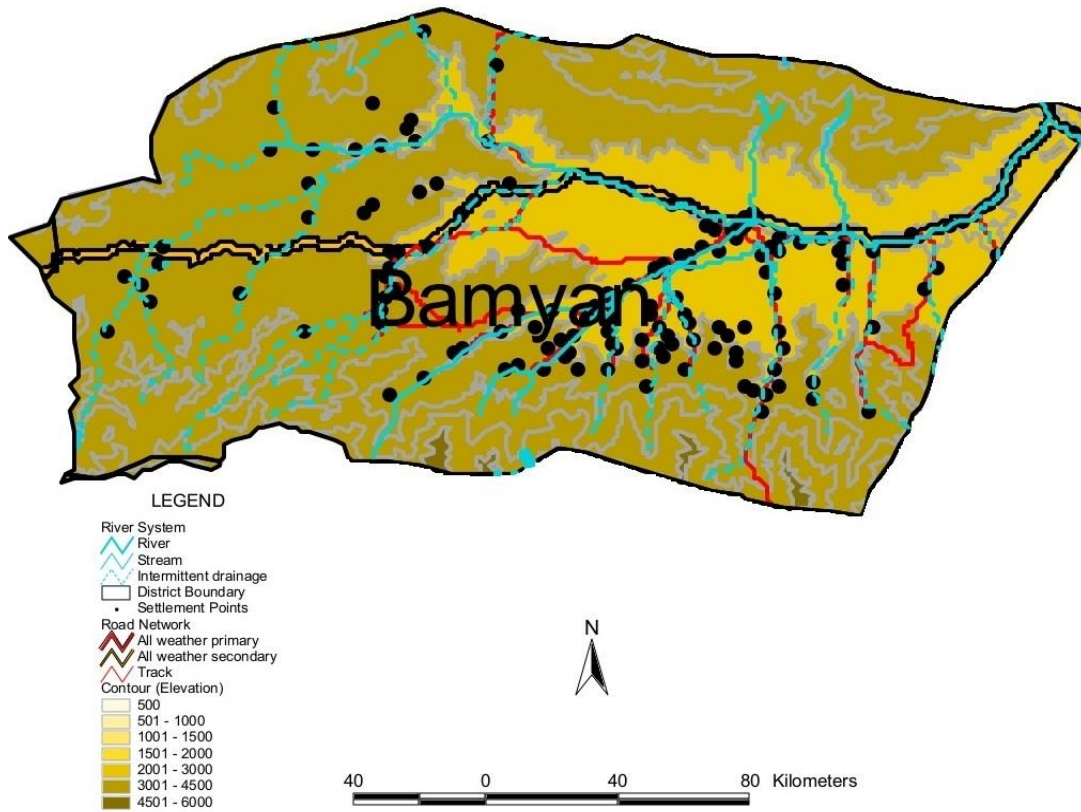 Bamyan
LEGEND
River System
River
Stream
Intermittent drainage
District Boundary
Settlement Points
Road Network
All weather primary
All weather secondary
Track
Contour (Elevation)
500
501 - 1000
1001 - 1500
1501 - 2000
2001 - 3000
3001 - 4500
4501 - 6000
N
40 0 40 80 Kilometers